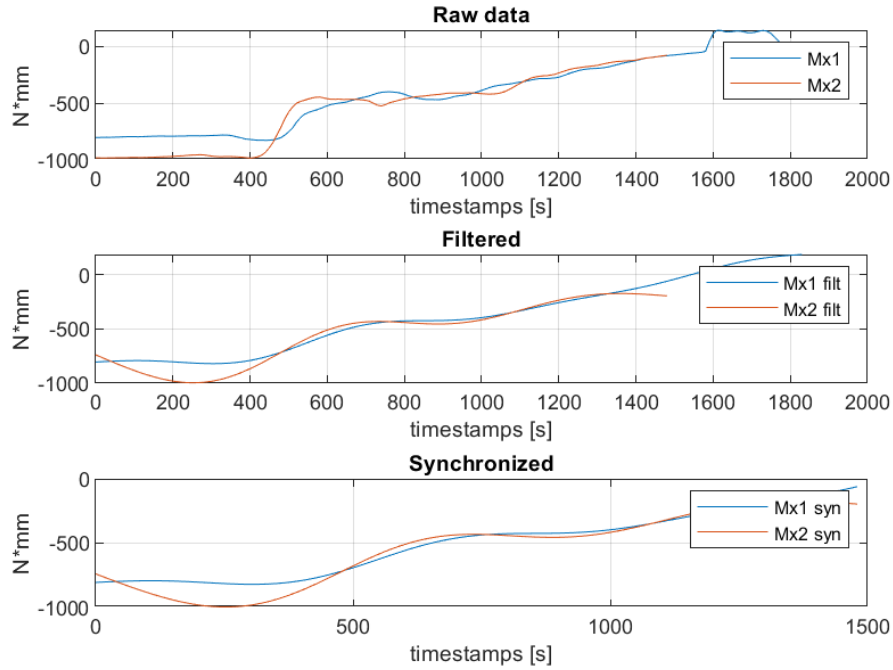 Raw data
0
-500
-1000
N*mm
Mx1
Mx2
0 200 400 600 800 1000 1200 1400 1600 1800 2000
timestamps [s]
Filtered
0
-500
-1000
N*mm
Mx1 filt
Mx2 filt
0 200 400 600 800 1000 1200 1400 1600 1800 2000
timestamps [s]
Synchronized
0
-500
-1000
N*mm
Mx1 syn
Mx2 syn
0 500 1000 1500
timestamps [s]